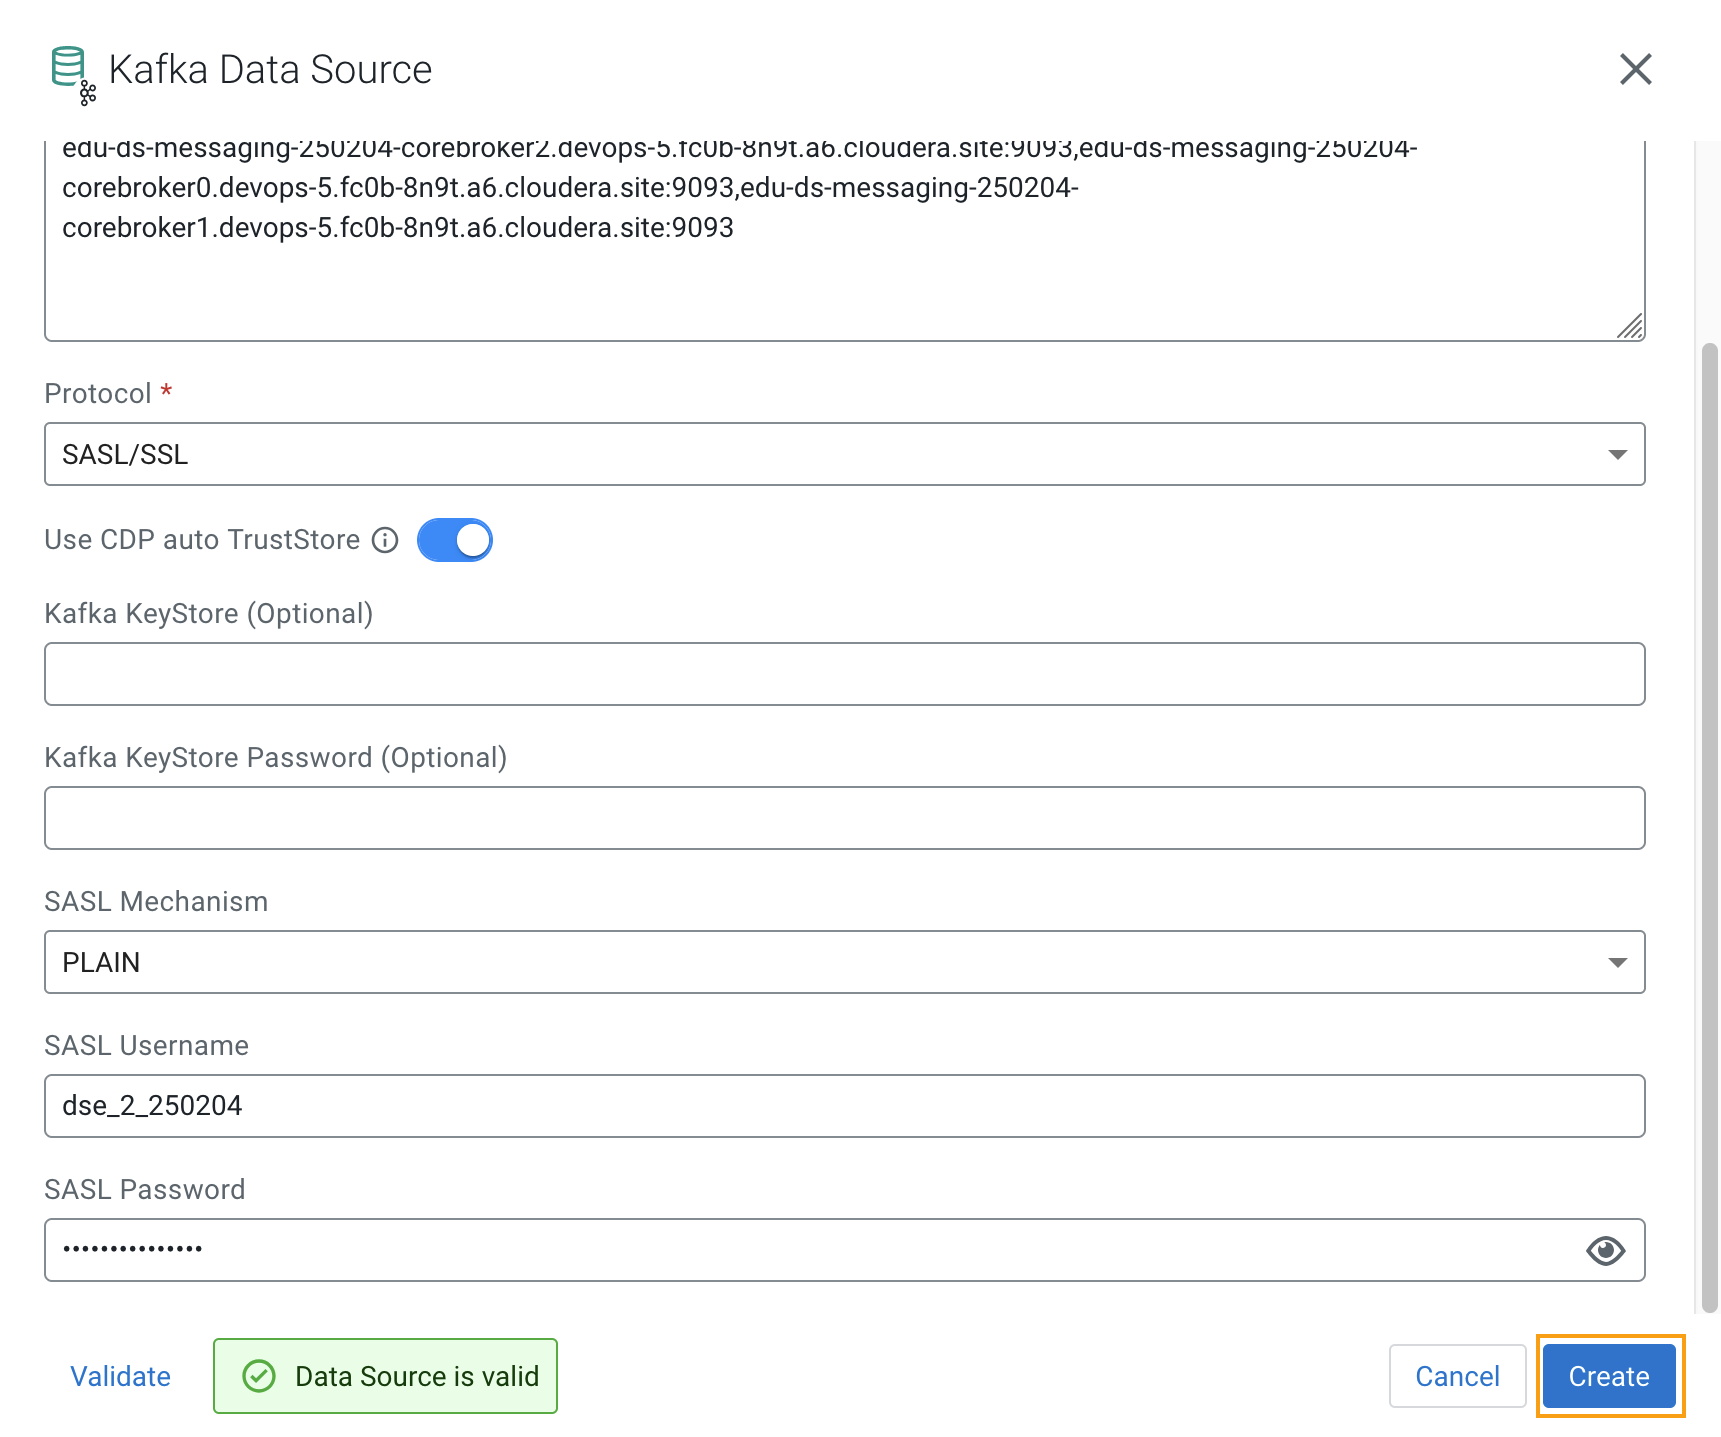 Kafka Data Source
edu-ds-messaging-250204-corebroker2.devops-5.fc0b-8n9t.a6.cloudera.site:9093,edu-ds-messaging-250204-
corebroker0.devops-5.fc0b-8n9t.a6.cloudera.site:9093,edu-ds-messaging-250204-
corebroker1.devops-5.fc0b-8n9t.a6.cloudera.site:9093
Protocol *
SASL/SSL
Use CDP auto TrustStore
Kafka KeyStore (Optional)
Kafka KeyStore Password (Optional)
SASL Mechanism
PLAIN
SASL Username
dse_2_250204
SASL Password
•••••••••••••••
Validate
Data Source is valid
Cancel
Create